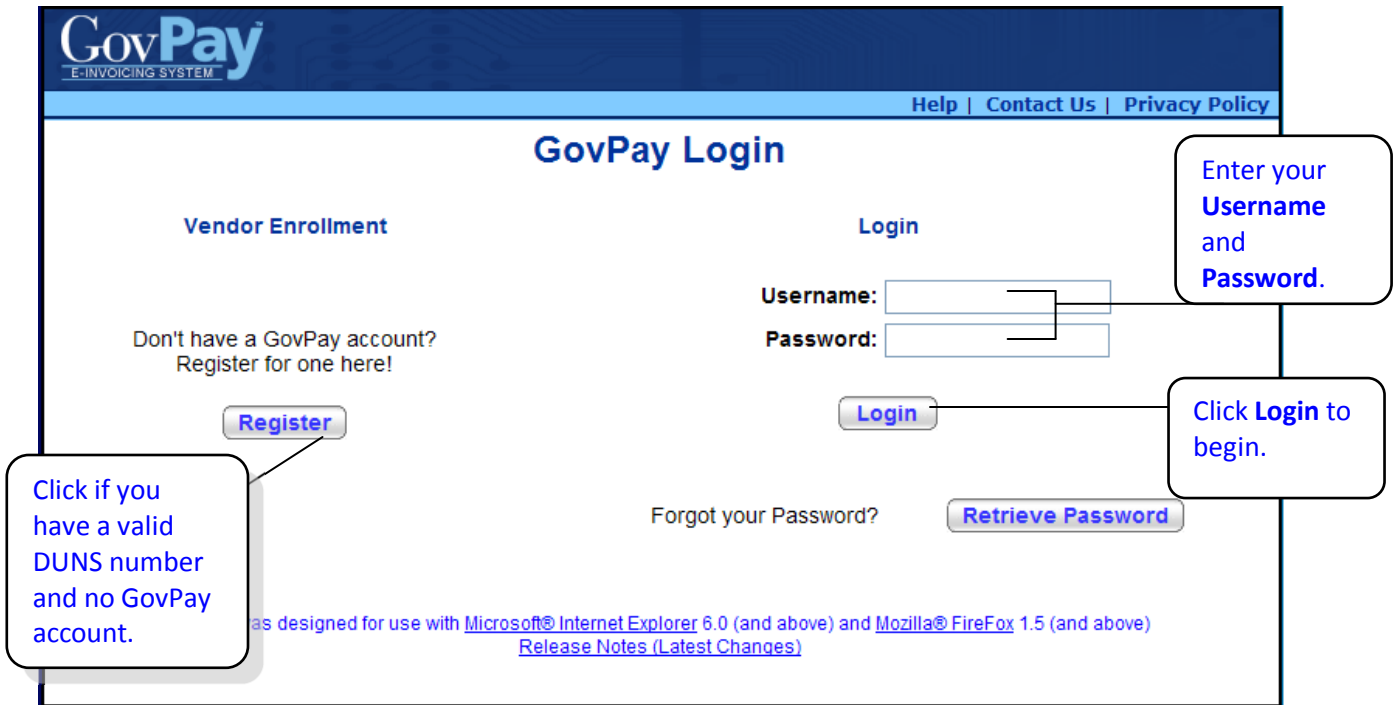 GovPay™
E-INVOICING SYSTEM
Help | Contact Us | Privacy Policy
GovPay Login
Vendor Enrollment
Don't have a GovPay account?
Register for one here!
Register
Login
Username:
Password:
Login
Forgot your Password?
Retrieve Password
Enter your
Username
and
Password.
Click Login to
begin.
Click if you
have a valid
DUNS number
and no GovPay
account.
designed for use with Microsoft® Internet Explorer 6.0 (and above) and Mozilla® FireFox 1.5 (and above)
Release Notes (Latest Changes)